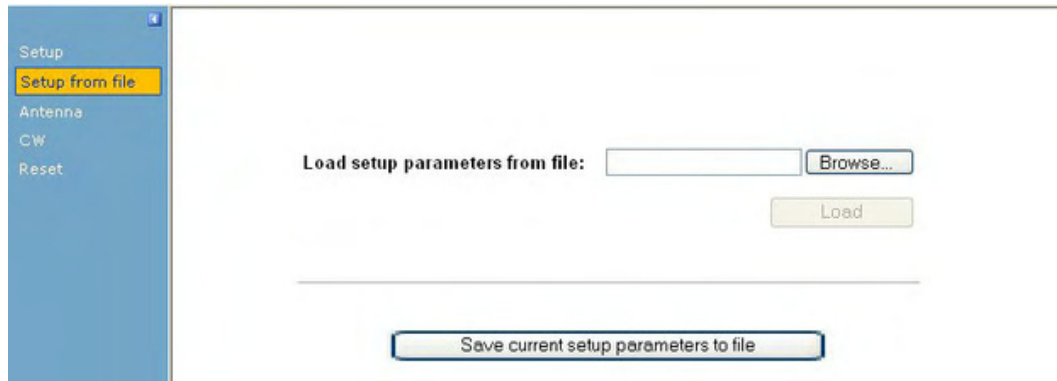 Setup
Setup from file
Antenna
CW
Reset
Load setup parameters from file:
Browse...
Load
Save current setup parameters to file